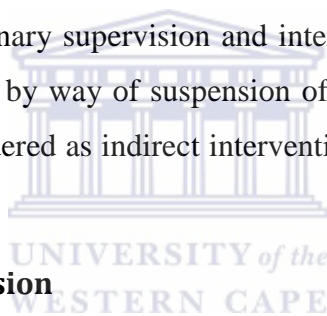 nary supervision and inte
by way of suspension of
ered as indirect interventi
UNIVERSITY of the
sion
WESTERN CAPE